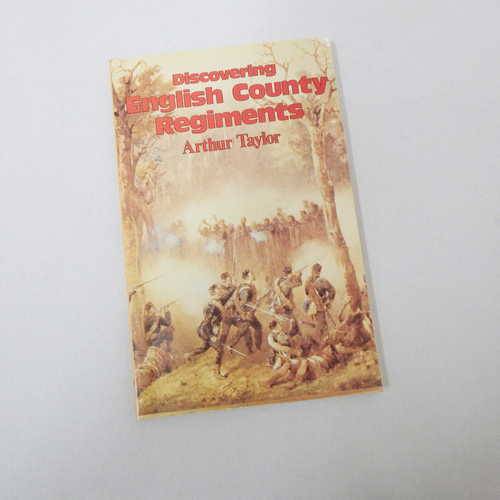 Discovering
English County
Regiments
Arthur Taylor